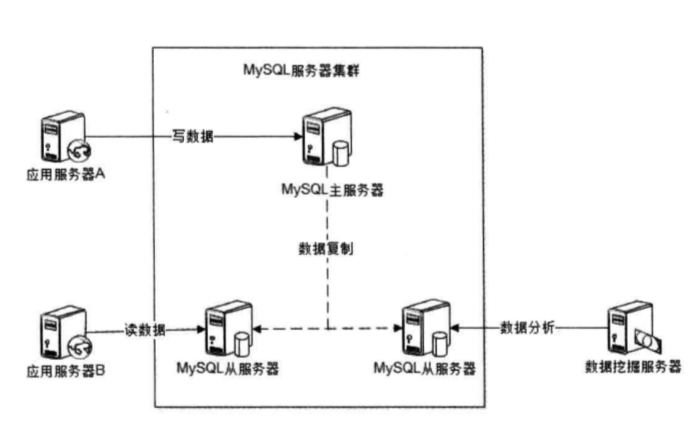 MySQL服务器集群
写数据
应用服务器A
MySQL主服务器
数据复制
读数据
数据分析
应用服务器B
MySQL从服务器
MySQL从服务器
数据挖掘服务器